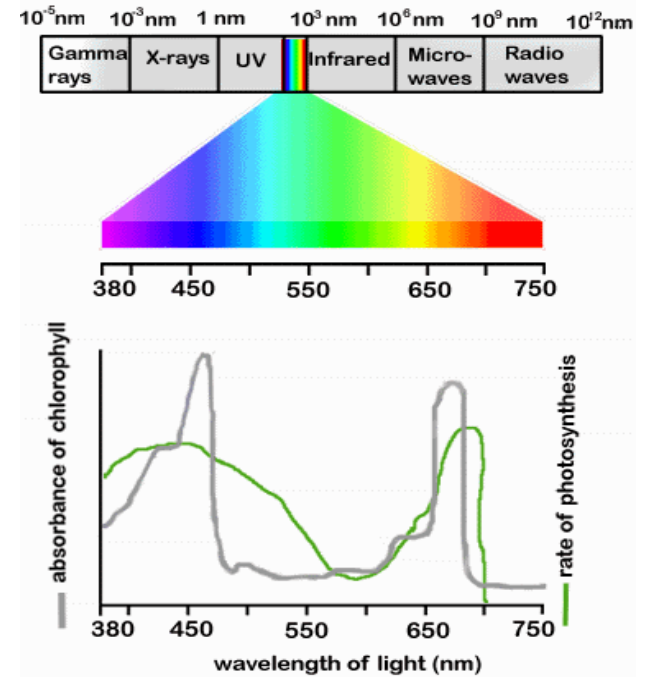 10⁻⁵nm 10⁻³nm 1 nm 10³ nm 10⁶nm 10⁹nm 10¹²nm
Gamma rays X-rays UV Infrared Micro-waves Radio waves
380 450 550 650 750
absorbance of chlorophyll
rate of photosynthesis
380 450 550 650 750
wavelength of light (nm)